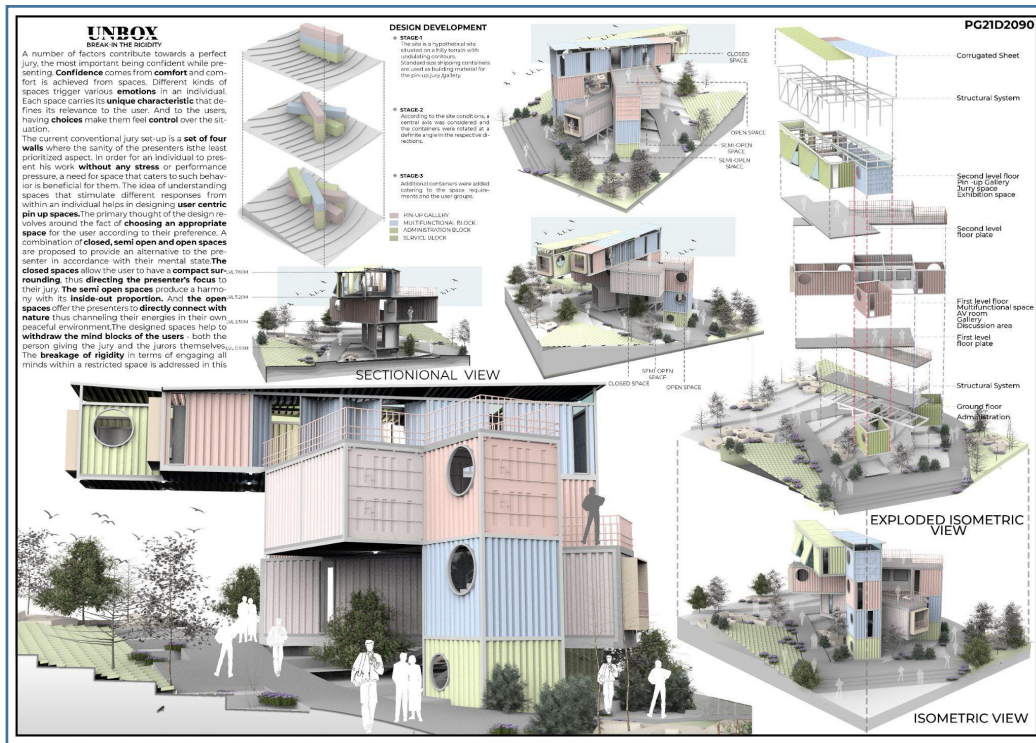 UNBOX
BREAK-IN THE RIGIDITY
A number of factors contribute towards a perfect
jury, the most important being confident while pre-
senting. Confidence comes from comfort and com-
fort is achieved from spaces. Different kinds of
spaces trigger various emotions in an individual.
Each space carries its unique characteristic that de-
fines its relevance to the user. And to the users,
having choices make them feel control over the sit-
uation.
The current conventional jury set-up is a set of four
walls where the sanity of the presenters isthe least
prioritized aspect. In order for an individual to pres-
ent his work without any stress or performance
pressure, a need for space that caters to such behav-
ior is beneficial for them. The idea of understanding
spaces that stimulate different responses from
within an individual helps in designing user centric
pin up spaces.The primary thought of the design re-
volves around the fact of choosing an appropriate
space for the user according to their preference. A
combination of closed, semi open and open spaces
are proposed to provide an alternative to the pre-
senter in accordance with their mental state.The
closed spaces allow the user to have a compact sur-
rounding, thus directing the presenter's focus to
their jury. The semi open spaces produce a harmo-
ny with its inside-out proportion. And the open
spaces offer the presenters to directly connect with
nature thus channeling their energies in their own
peaceful environment.The designed spaces help to
withdraw the mind blocks of the users - both the
person giving the jury and the jurors themselves.
The breakage of rigidity in terms of engaging all
minds within a restricted space is addressed in this
DESIGN DEVELOPMENT
STAGE-1
The site is a hypothetical site
situated on a hilly terrain with
undulating contours.
Standard size shipping containers
are used as building material for
the pin-up jury /gallery.
STAGE-2
According to the site conditions, a
central axis was considered and
the containers were rotated at a
definite angle in the respective di-
rections.
STAGE-3
Additional containers were added
catering to the space require-
ments and the user groups.
PIN-UP GALLERY
MULTIFUNCTIONAL BLOCK
ADMINISTRATION BLOCK
SERVICE BLOCK
SECTIONIONAL VIEW
CLOSED
SPACE
OPEN SPACE
SEMI-OPEN
SPACE
SEMI-OPEN
SPACE
SEMI OPEN
SPACE
CLOSED SPACE
OPEN SPACE
PG21D2090
Corrugated Sheet
Structural System
Second level floor
Pin -up Gallery
Jurry space
Exhibition space
Second level
floor plate
First level floor
Multifunctional space
AV room
Gallery
Discussion area
First level
floor plate
Structural System
Ground floor
Administration
EXPLODED ISOMETRIC
VIEW
ISOMETRIC VIEW